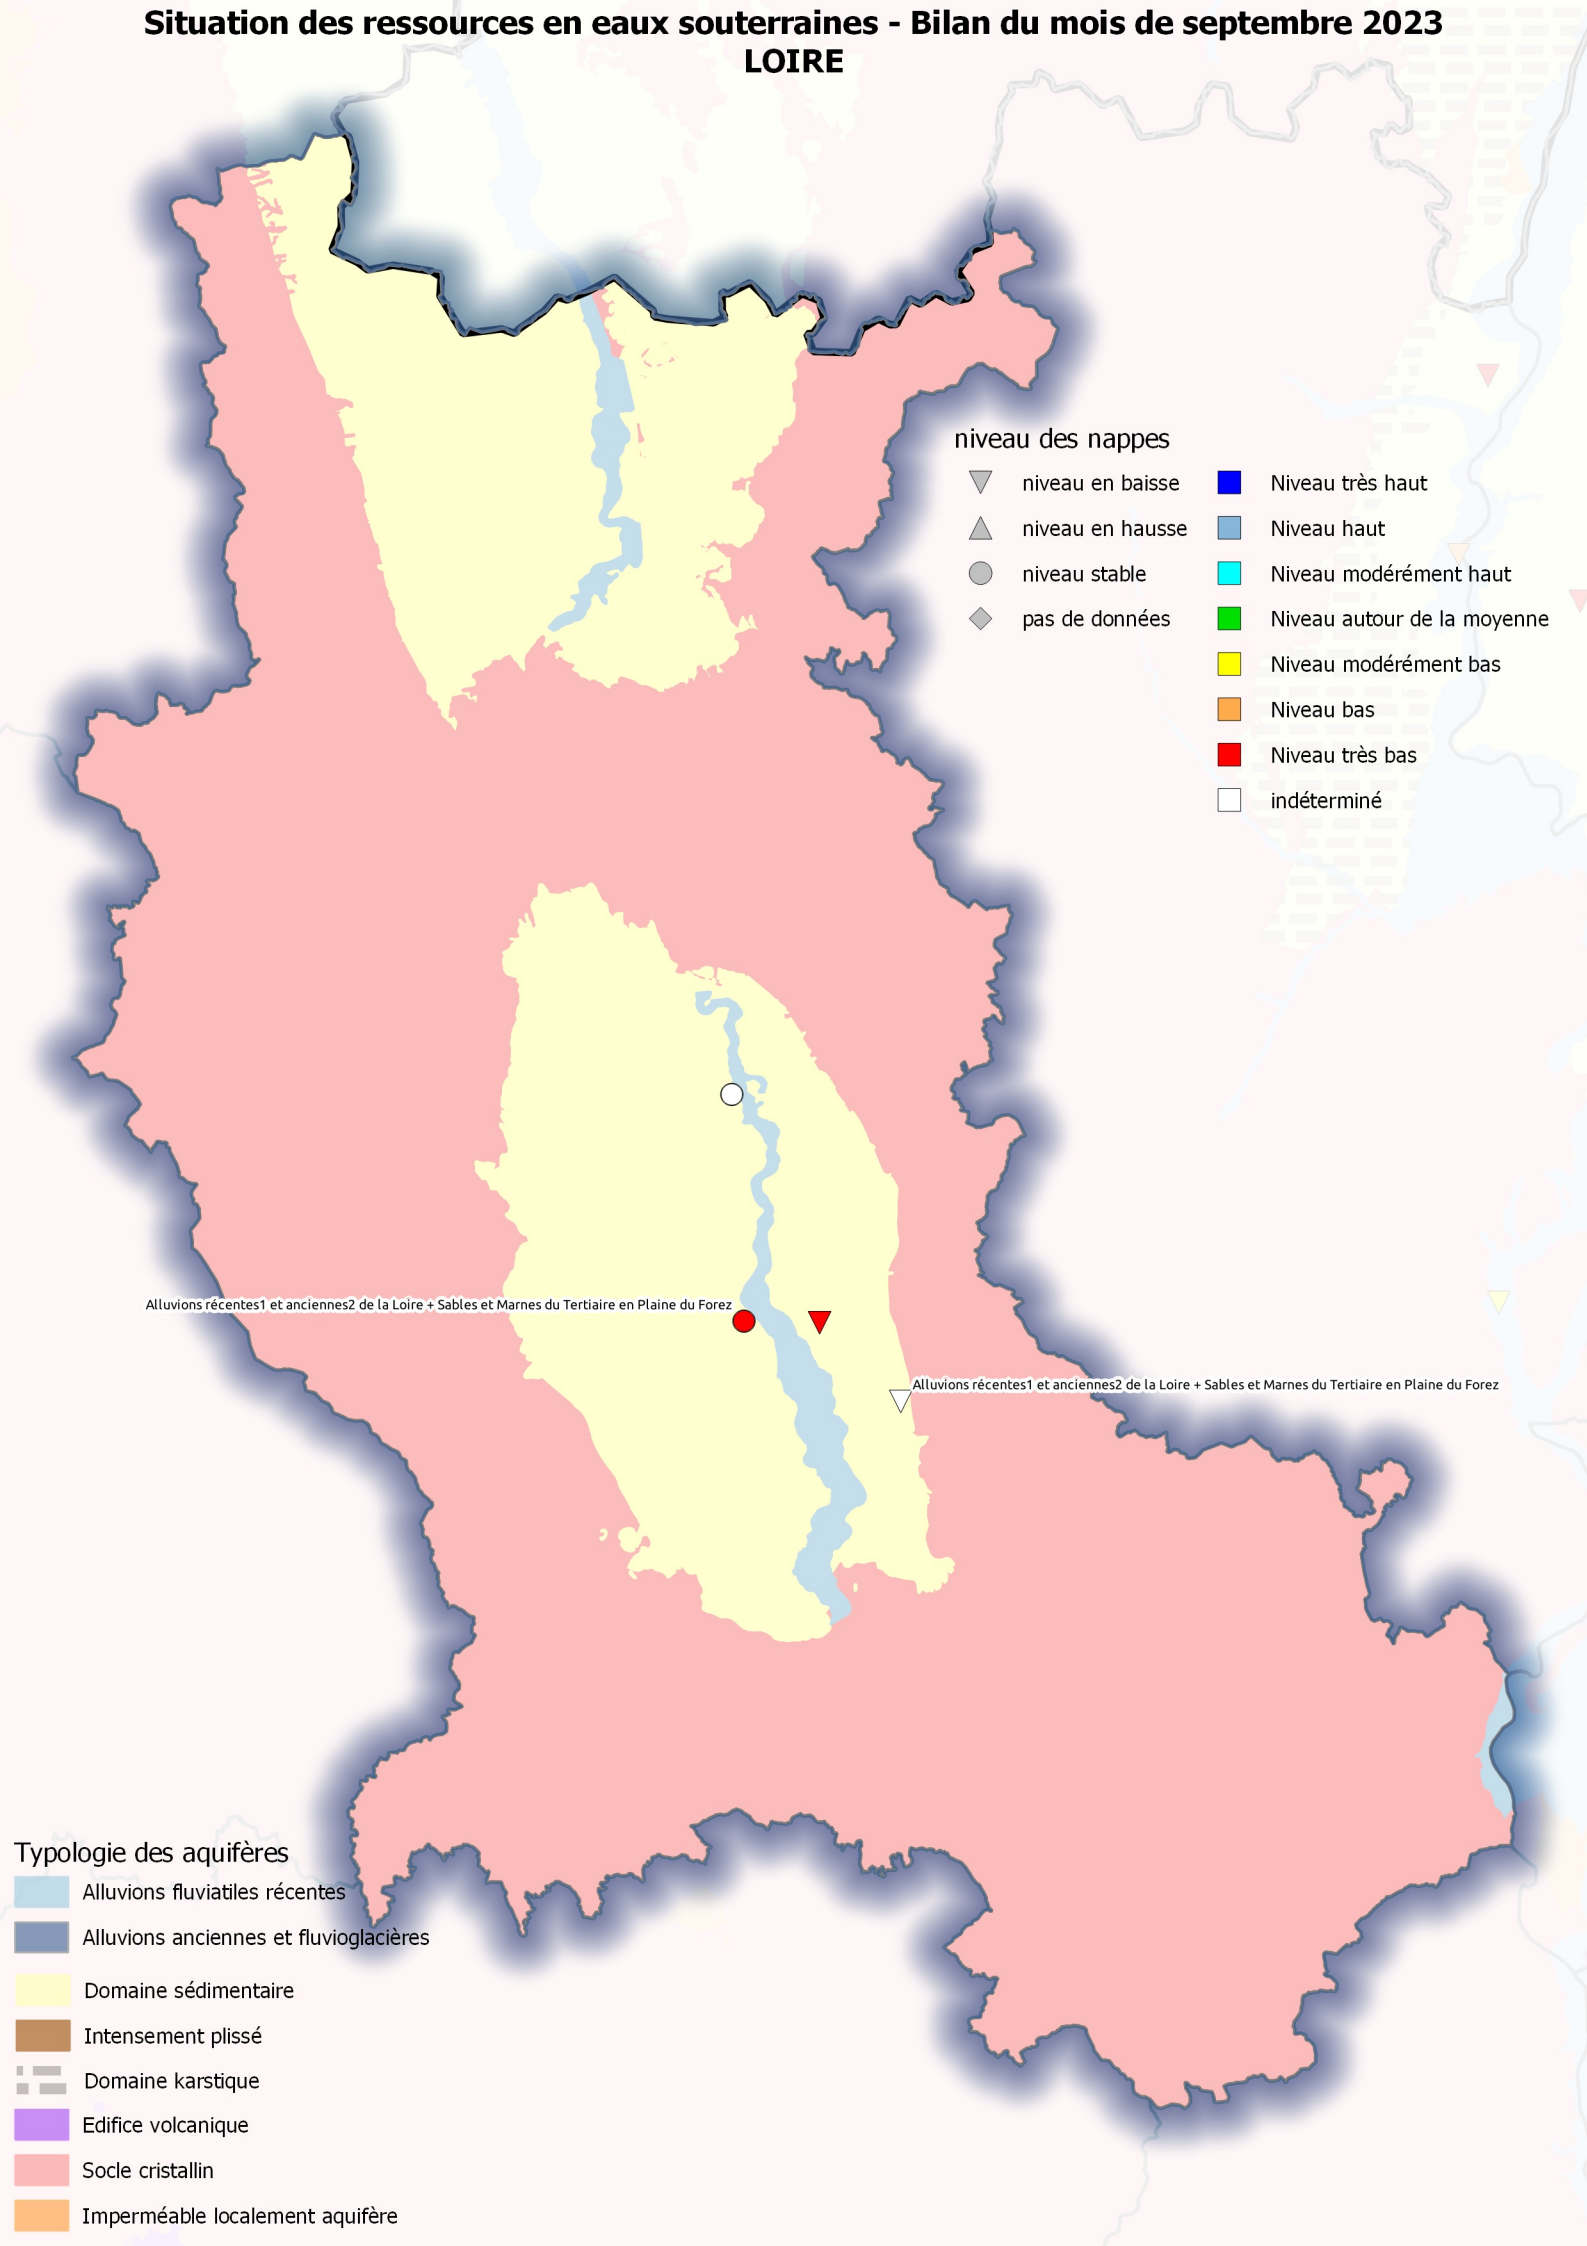 Situation des ressources en eaux souterraines - Bilan du mois de septembre 2023
LOIRE
niveau des nappes
niveau en baisse
niveau en hausse
niveau stable
pas de données
Niveau très haut
Niveau haut
Niveau modérément haut
Niveau autour de la moyenne
Niveau modérément bas
Niveau bas
Niveau très bas
indéterminé
Alluvions récentes1 et anciennes2 de la Loire + Sables et Marnes du Tertiaire en Plaine du Forez
Alluvions récentes1 et anciennes2 de la Loire + Sables et Marnes du Tertiaire en Plaine du Forez
Typologie des aquifères
Alluvions fluviatiles récentes
Alluvions anciennes et fluvioglacières
Domaine sédimentaire
Intensement plissé
Domaine karstique
Edifice volcanique
Socle cristallin
Imperméable localement aquifère